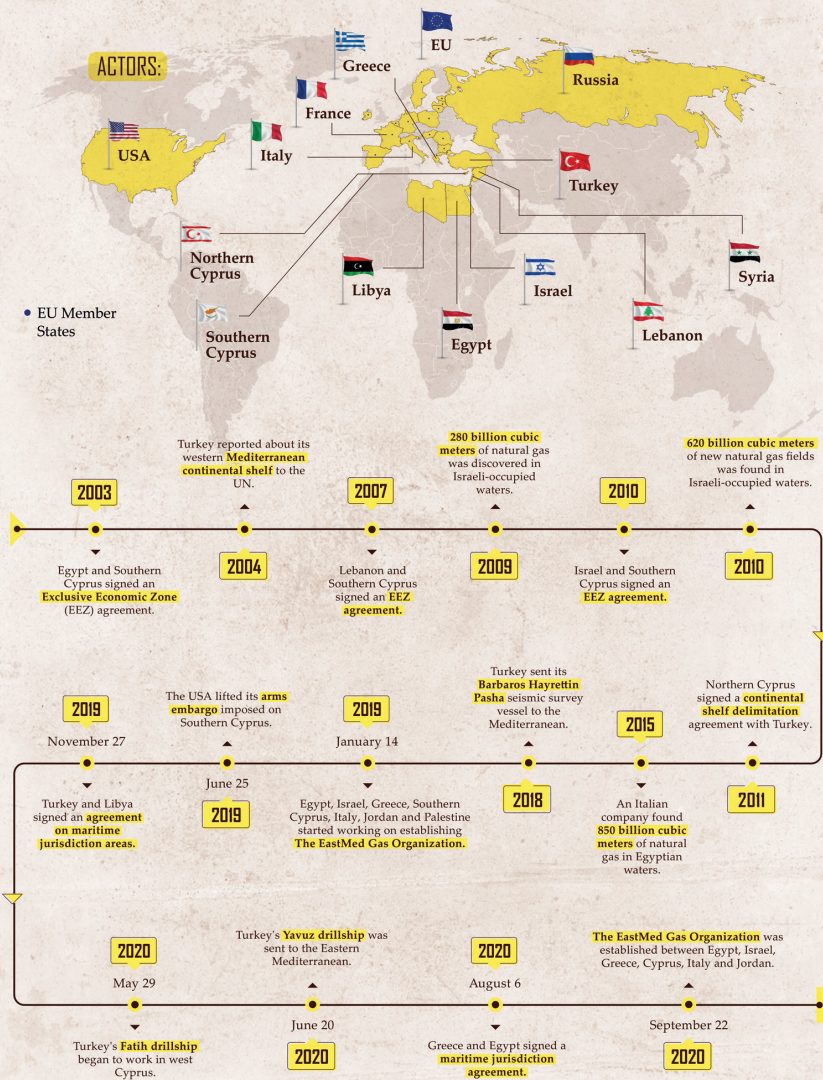 ACTORS:
EU
Greece
Russia
France
USA
Italy
Turkey
Northern
Cyprus
Libya
Israel
Syria
EU Member
States
Southern
Cyprus
Egypt
Lebanon
2003
Egypt and Southern
Cyprus signed an
Exclusive Economic Zone
(EEZ) agreement.
Turkey reported about its
western Mediterranean
continental shelf to the
UN.
2004
2007
Lebanon and
Southern Cyprus
signed an EEZ
agreement.
280 billion cubic
meters of natural gas
was discovered in
Israeli-occupied
waters.
2009
2010
Israel and Southern
Cyprus signed an
EEZ agreement.
620 billion cubic meters
of new natural gas fields
was found in
Israeli-occupied waters.
2010
Northern Cyprus
signed a continental
shelf delimitation
agreement with Turkey.
2011
2015
An Italian
company found
850 billion cubic
meters of natural
gas in Egyptian
waters.
Turkey sent its
Barbaros Hayrettin
Pasha seismic survey
vessel to the
Mediterranean.
2018
2019
January 14
Egypt, Israel, Greece, Southern
Cyprus, Italy, Jordan and Palestine
started working on establishing
The EastMed Gas Organization.
The USA lifted its arms
embargo imposed on
Southern Cyprus.
June 25
2019
2019
November 27
Turkey and Libya
signed an agreement
on maritime
jurisdiction areas.
2020
May 29
Turkey's Fatih drillship
began to work in west
Cyprus.
Turkey's Yavuz drillship was
sent to the Eastern
Mediterranean.
June 20
2020
2020
August 6
Greece and Egypt signed a
maritime jurisdiction
agreement.
The EastMed Gas Organization was
established between Egypt, Israel,
Greece, Cyprus, Italy and Jordan.
September 22
2020